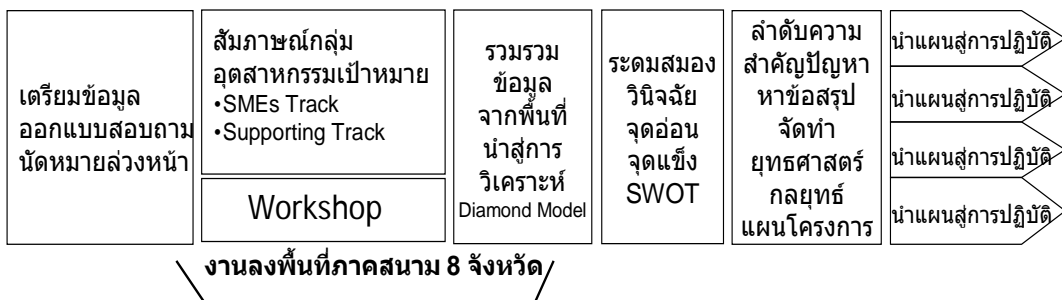 เตรียมข้อมูล
ออกแบบสอบถาม
นัดหมายล่วงหน้า
สัมภาษณ์กลุ่ม
อุตสาหกรรมเป้าหมาย
•SMEs Track
•Supporting Track
Workshop
รวมรวม
ข้อมูล
จากพื้นที่
นำสู่การ
วิเคราะห์
Diamond Model
ระดมสมอง
วินิจฉัย
จุดอ่อน
จุดแข็ง
SWOT
ลำดับความ
สำคัญปัญหา
หาข้อสรุป
จัดทำ
ยุทธศาสตร์
กลยุทธ์
แผนโครงการ
นำแผนสู่การปฏิบัติ
นำแผนสู่การปฏิบัติ
นำแผนสู่การปฏิบัติ
นำแผนสู่การปฏิบัติ
งานลงพื้นที่ภาคสนาม 8 จังหวัด